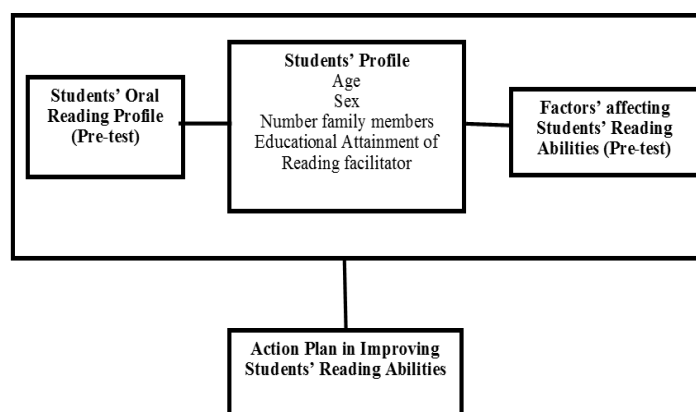 Students’ Oral
Reading Profile
(Pre-test)
Students’ Profile
Age
Sex
Number family members
Educational Attainment of
Reading facilitator
Factors’ affecting
Students’ Reading
Abilities (Pre-test)
Action Plan in Improving
Students’ Reading Abilities